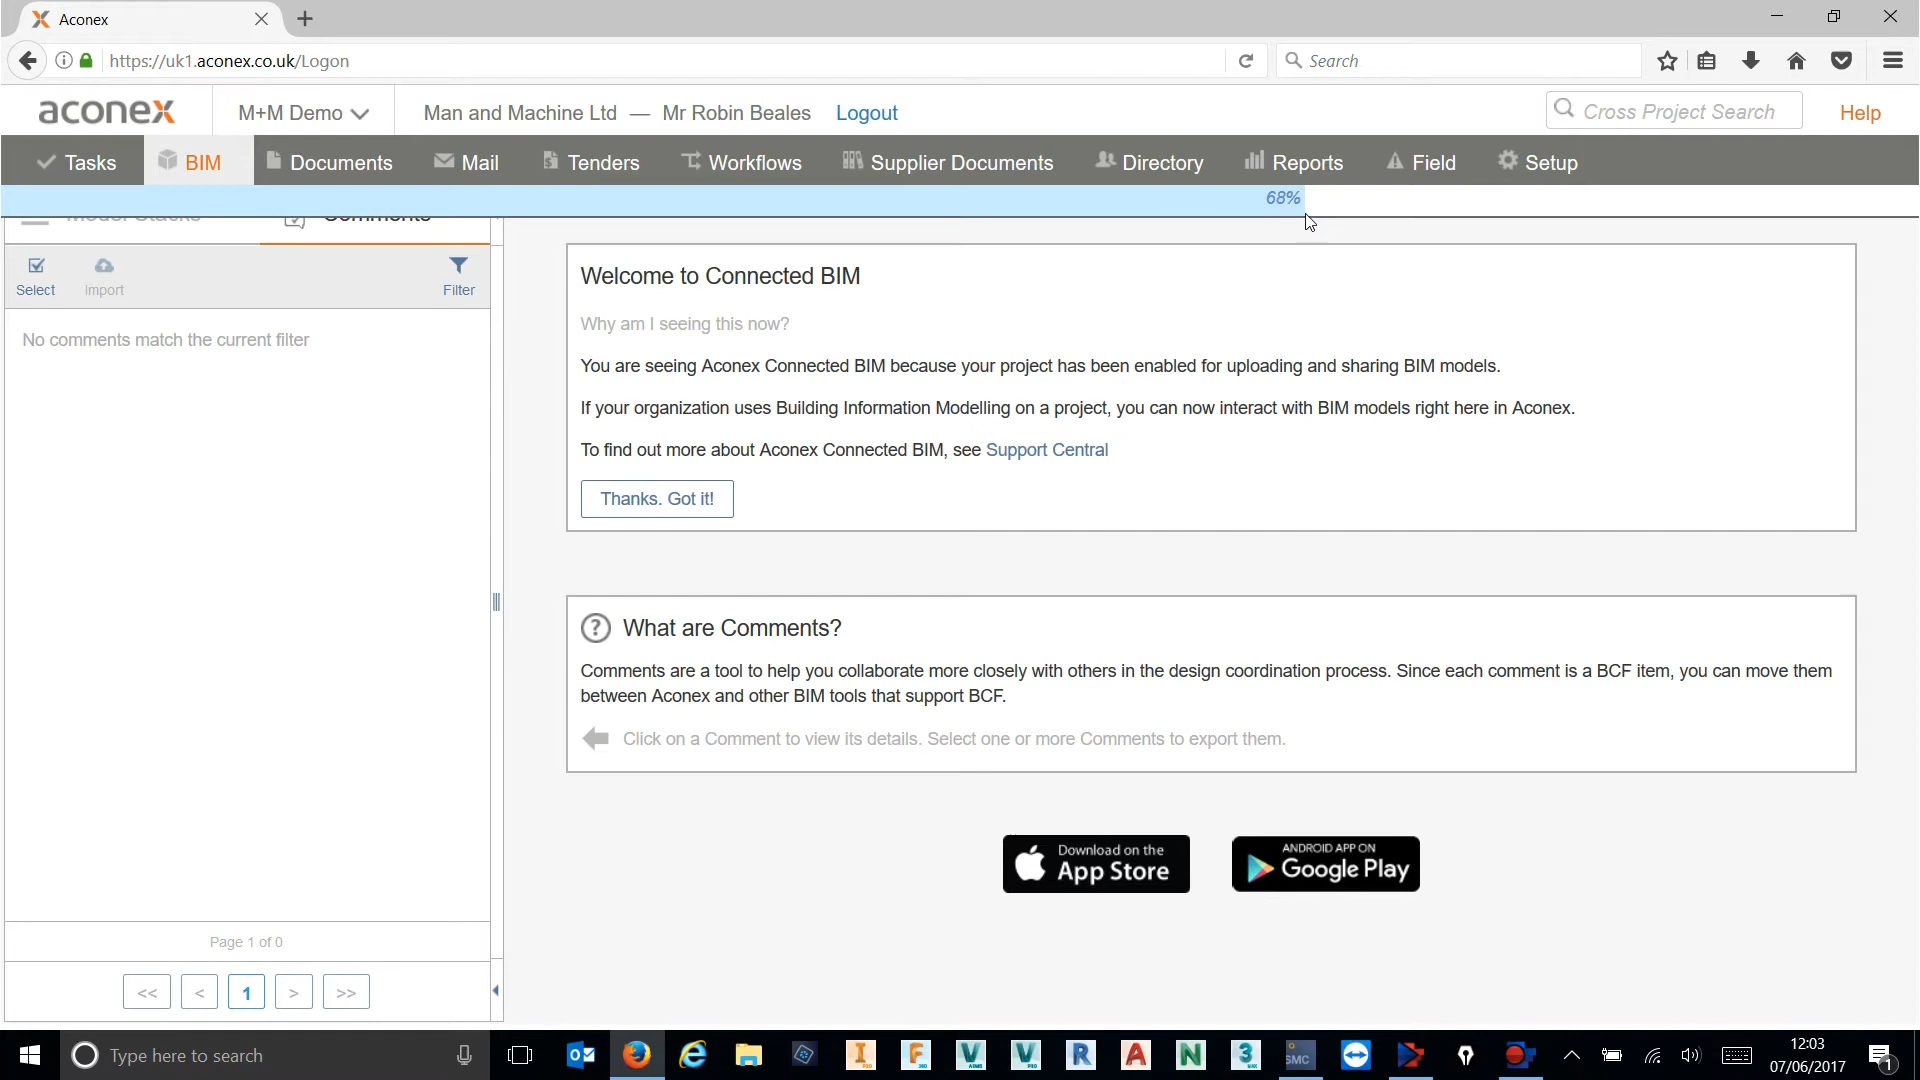 Aconex
https://uk1.aconex.co.uk/Logon
Search
aconex
M+M Demo
Man and Machine Ltd — Mr Robin Beales
Logout
Cross Project Search
Help
Tasks
BIM
Documents
Mail
Tenders
Workflows
Supplier Documents
Directory
Reports
Field
Setup
68%
Model Stacks
Comments
Select
Import
Filter
No comments match the current filter
Page 1 of 0
<<
<
1
>
>>
Welcome to Connected BIM
Why am I seeing this now?
You are seeing Aconex Connected BIM because your project has been enabled for uploading and sharing BIM models.
If your organization uses Building Information Modelling on a project, you can now interact with BIM models right here in Aconex.
To find out more about Aconex Connected BIM, see Support Central
Thanks. Got it!
What are Comments?
Comments are a tool to help you collaborate more closely with others in the design coordination process. Since each comment is a BCF item, you can move them
between Aconex and other BIM tools that support BCF.
Click on a Comment to view its details. Select one or more Comments to export them.
Download on the
App Store
ANDROID APP ON
Google Play
Type here to search
SMC
12:03
07/06/2017
1